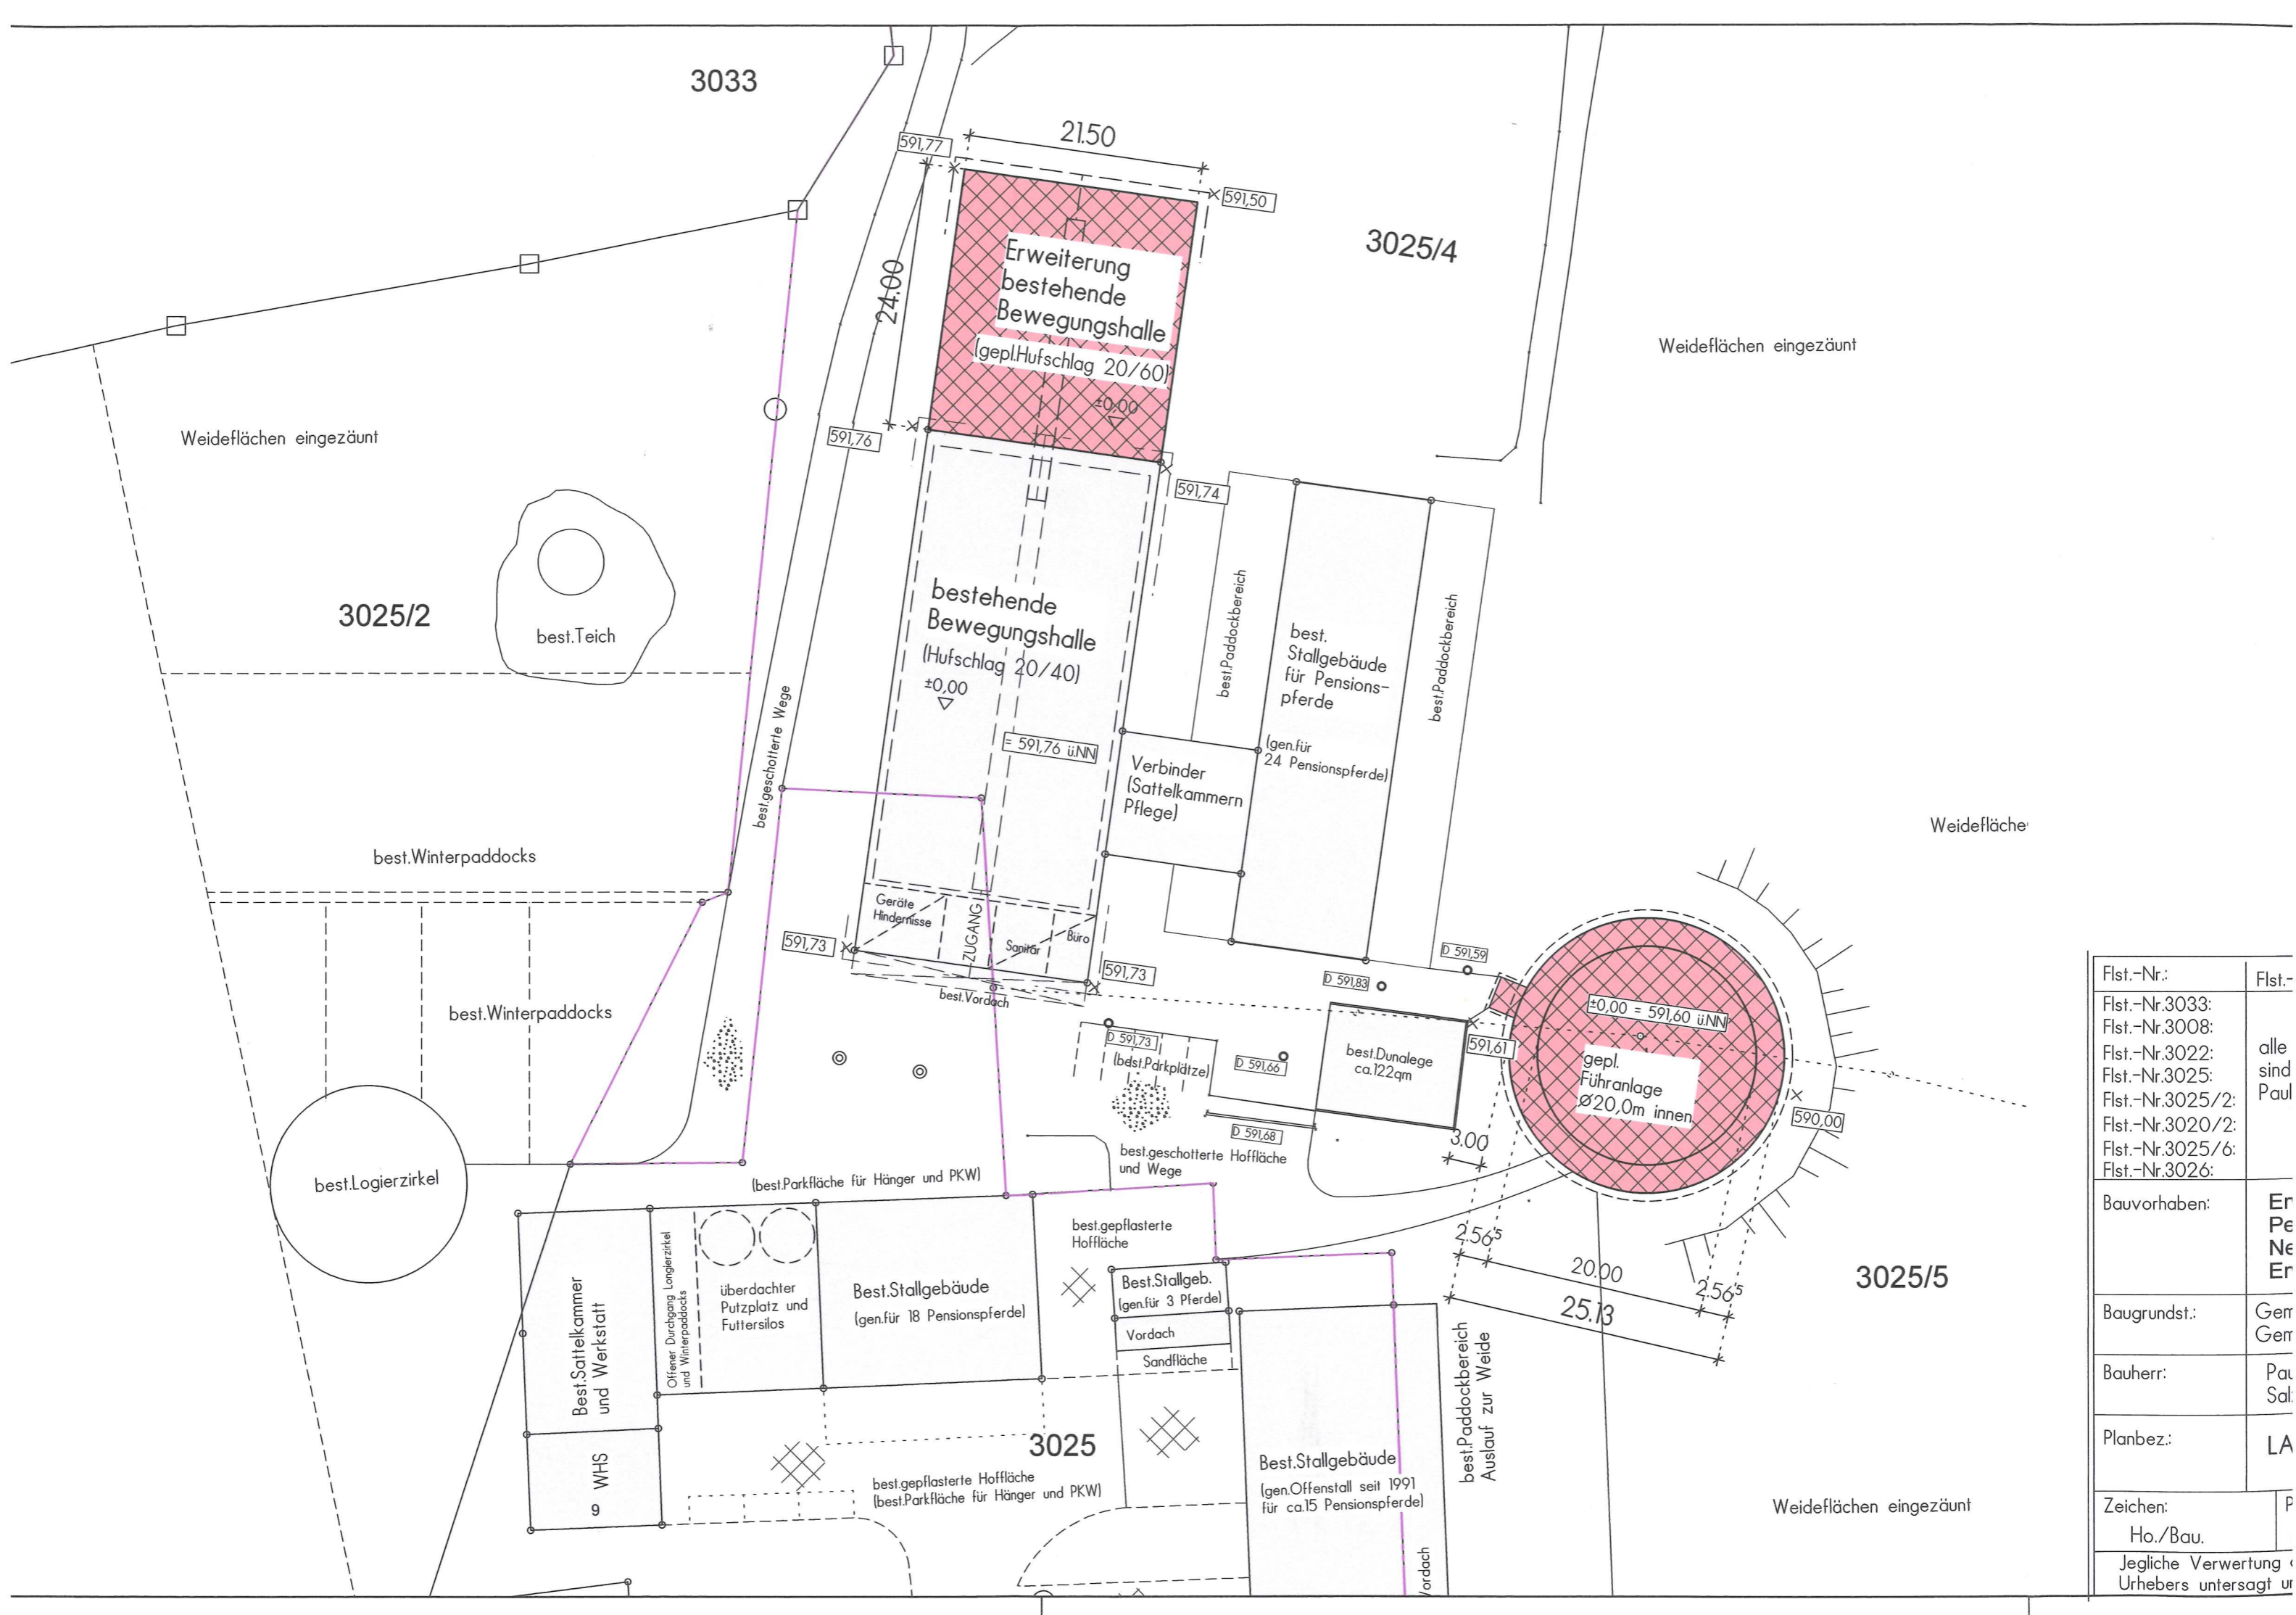 3033
21.50
591,77
591,50
3025/4
24.00
Erweiterung
bestehende
Bewegungshalle
(gepl.Hufschlag 20/60)
±0,00
Weideflächen eingezäunt
Weideflächen eingezäunt
591,76
591,74
3025/2
best.Teich
best.geschotterte Wege
bestehende
Bewegungshalle
(Hufschlag 20/40)
±0,00
= 591,76 ü.NN
best.Paddockbereich
best.
Stallgebäude
für Pensions-
pferde
(gen.für
24 Pensionspferde)
best.Paddockbereich
Verbinder
(Sattelkammern
Pflege)
Weidefläche
best.Winterpaddocks
best.Winterpaddocks
Geräte
Hindernisse
ZUGANG
Sanitär
Büro
591,73
591,73
best.Vordach
D 591,59
D 591,83
D 591,73
(best.Parkplätze)
D 591,66
D 591,68
best.Dunalege
ca.122qm
591,61
±0,00 = 591,60 ü.NN
gepl.
Führanlage
Ø20,0m innen
590,00
3.00
2.56⁵
20.00
2.56⁵
25.13
3025/5
best.Logierzirkel
(best.Parkfläche für Hänger und PKW)
best.geschotterte Hoffläche
und Wege
best.gepflasterte
Hoffläche
Best.Sattelkammer
und Werkstatt
Offener Durchgang Longierzirkel
und Winterpaddocks
überdachter
Putzplatz und
Futtersilos
Best.Stallgebäude
(gen.für 18 Pensionspferde)
Best.Stallgeb.
(gen.für 3 Pferde)
Vordach
Sandfläche
9 WHS
3025
best.gepflasterte Hoffläche
(best.Parkfläche für Hänger und PKW)
Best.Stallgebäude
(gen.Offenstall seit 1991
für ca.15 Pensionspferde)
Vordach
best.Paddockbereich
Auslauf zur Weide
Weideflächen eingezäunt
Flst.-Nr.:
Flst.-
Flst.-Nr.3033:
Flst.-Nr.3008:
Flst.-Nr.3022:
Flst.-Nr.3025:
Flst.-Nr.3025/2:
Flst.-Nr.3020/2:
Flst.-Nr.3025/6:
Flst.-Nr.3026:
alle
sind
Paul
Bauvorhaben:
Er
Pe
Ne
Er
Baugrundst.:
Gem
Gem
Bauherr:
Pau
Sal
Planbez.:
LA
Zeichen:
Ho./Bau.
P
Jegliche Verwertung
Urhebers untersagt